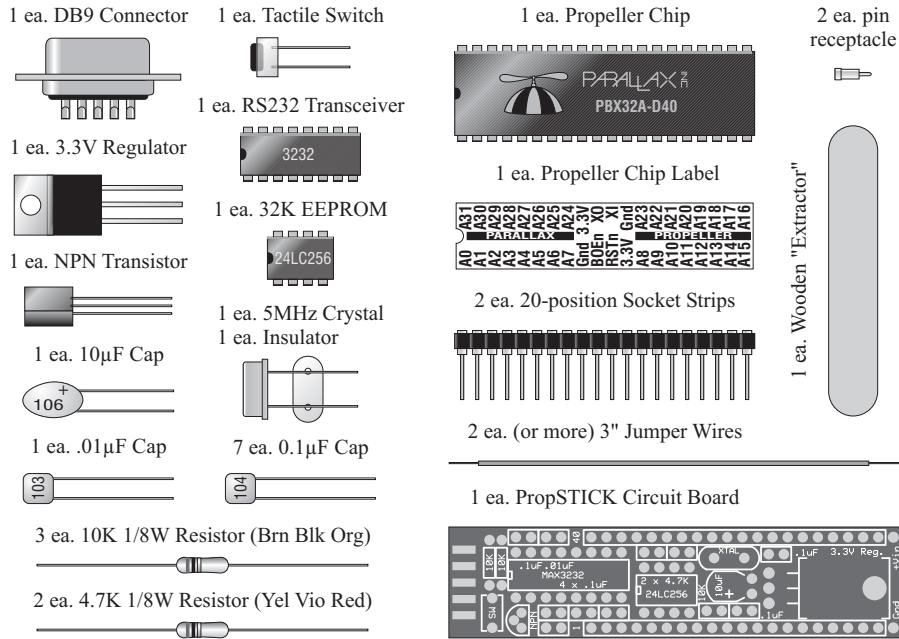 1 ea. DB9 Connector
1 ea. Tactile Switch
1 ea. RS232 Transceiver
3232
1 ea. 3.3V Regulator
1 ea. 32K EEPROM
24LC256
1 ea. NPN Transistor
1 ea. 5MHz Crystal
1 ea. Insulator
1 ea. 10µF Cap
+
106
1 ea. .01µF Cap
103
7 ea. 0.1µF Cap
104
3 ea. 10K 1/8W Resistor (Brn Blk Org)
2 ea. 4.7K 1/8W Resistor (Yel Vio Red)
1 ea. Propeller Chip
PARALLAX INC
PBX32A-D40
2 ea. pin
receptacle
1 ea. Propeller Chip Label
A31 A30 A29 A28 A27 A26 A25 A24 Gnd 3.3V XO XI Gnd A23 A22 A21 A20 A19 A18 A17 A16
PARALLAX PROPELLER
A0 A1 A2 A3 A4 A5 A6 A7 Gnd BOEn RSTn 3.3V A8 A9 A10 A11 A12 A13 A14 A15
2 ea. 20-position Socket Strips
1 ea. Wooden "Extractor"
2 ea. (or more) 3" Jumper Wires
1 ea. PropSTICK Circuit Board
40
XTAL
.1uF
3.3V Reg.
+Vin
10K
10K
.1uF .01uF
MAX3232
4 x .1uF
2 x 4.7K
24LC256
10K
10uF
+
SW
NPN
1
.1uF
Gnd